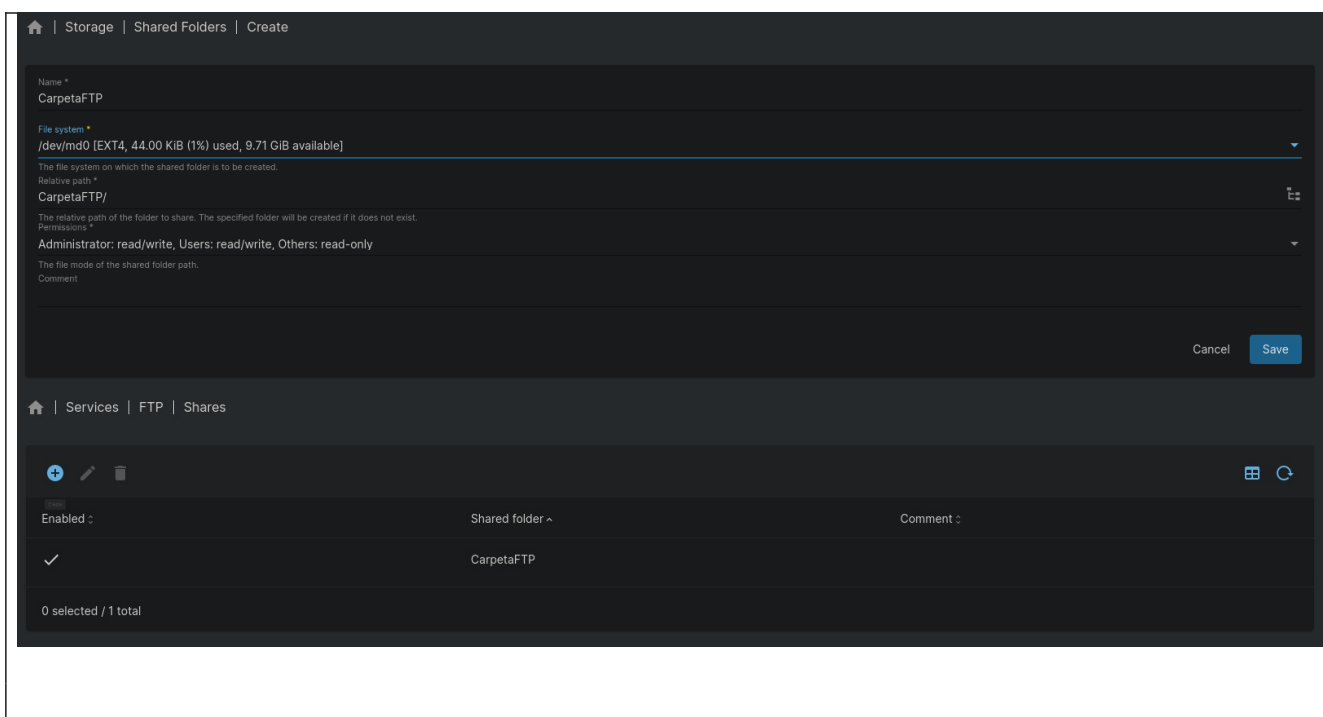 | Storage | Shared Folders | Create
Name *
CarpetaFTP
File system *
/dev/md0 [EXT4, 44.00 KiB (1%) used, 9.71 GiB available]
The file system on which the shared folder is to be created.
Relative path *
CarpetaFTP/
The relative path of the folder to share. The specified folder will be created if it does not exist.
Permissions *
Administrator: read/write, Users: read/write, Others: read-only
The file mode of the shared folder path.
Comment
Cancel Save
| Services | FTP | Shares
Enabled Shared folder Comment
CarpetaFTP
0 selected / 1 total